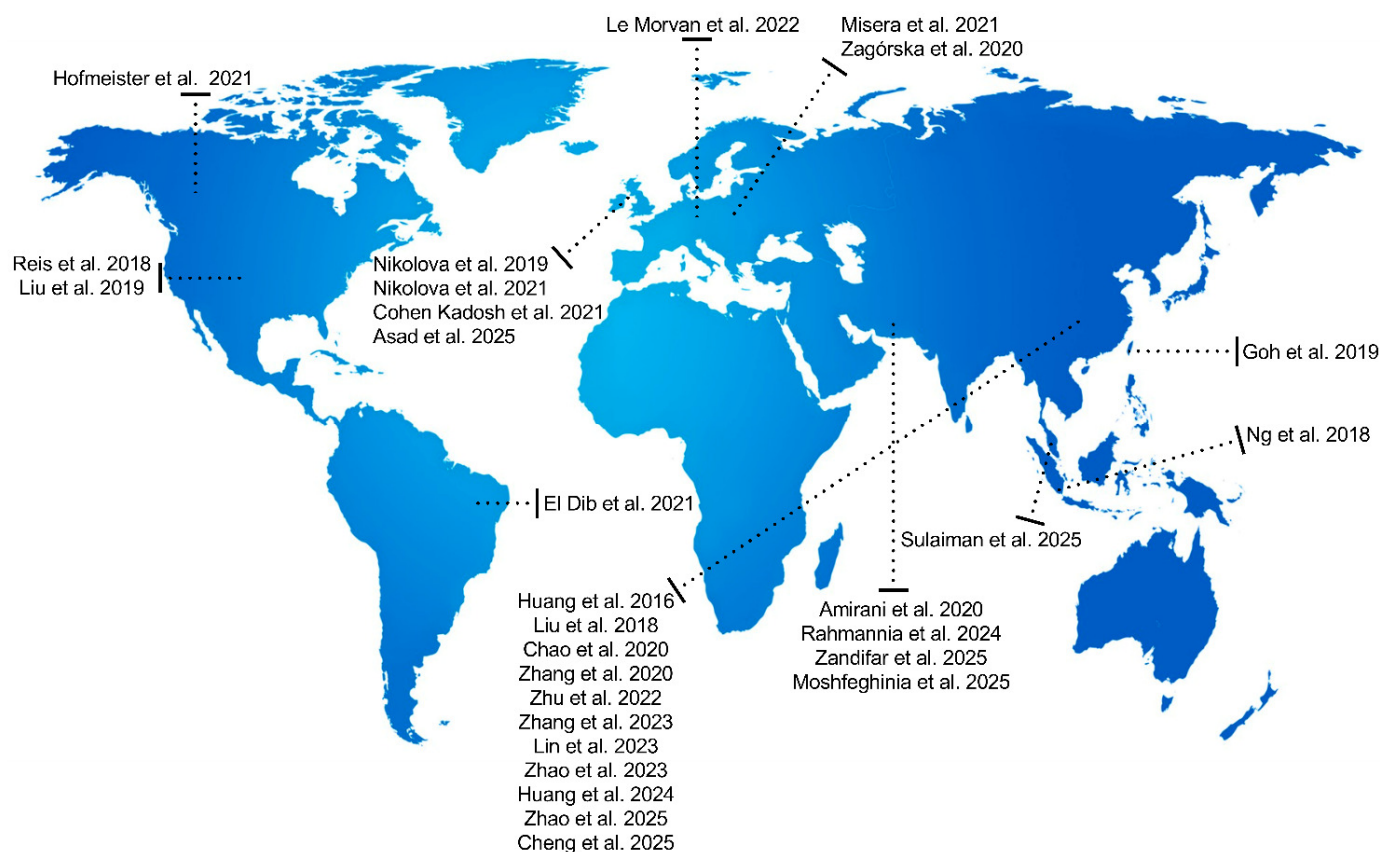 Le Morvan et al. 2022
Misera et al. 2021
Zagórska et al. 2020
Hofmeister et al. 2021
Reis et al. 2018
Liu et al. 2019
Nikolova et al. 2019
Nikolova et al. 2021
Cohen Kadosh et al. 2021
Asad et al. 2025
Goh et al. 2019
Ng et al. 2018
El Dib et al. 2021
Sulaiman et al. 2025
Huang et al. 2016
Liu et al. 2018
Chao et al. 2020
Zhang et al. 2020
Zhu et al. 2022
Zhang et al. 2023
Lin et al. 2023
Zhao et al. 2023
Huang et al. 2024
Zhao et al. 2025
Cheng et al. 2025
Amirani et al. 2020
Rahmannia et al. 2024
Zandifar et al. 2025
Moshfeghinia et al. 2025